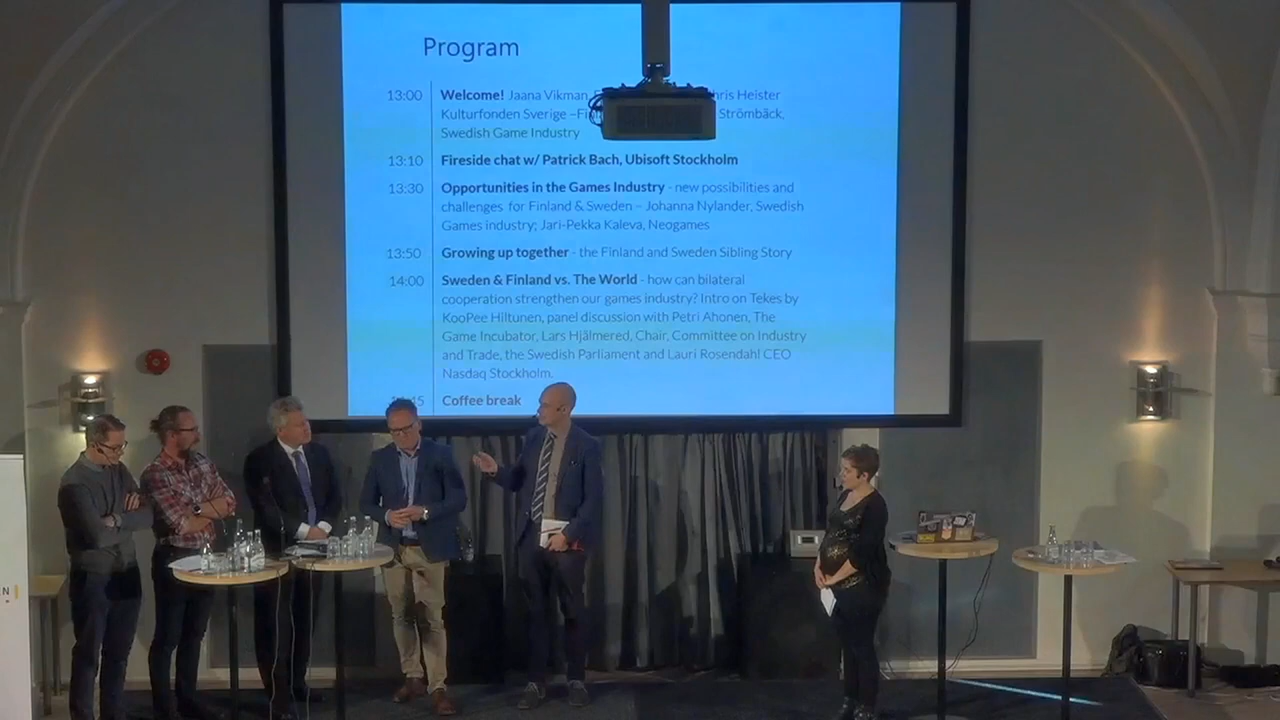 Program
13:00 Welcome! Jaana Vikman, hris Heister
Kulturfonden Sverige –Fin Strömbäck,
Swedish Game Industry
13:10 Fireside chat w/ Patrick Bach, Ubisoft Stockholm
13:30 Opportunities in the Games Industry - new possibilities and
challenges for Finland & Sweden – Johanna Nylander, Swedish
Games industry; Jari-Pekka Kaleva, Neogames
13:50 Growing up together - the Finland and Sweden Sibling Story
14:00 Sweden & Finland vs. The World - how can bilateral
cooperation strengthen our games industry? Intro on Tekes by
KooPee Hiltunen, panel discussion with Petri Ahonen, The
Game Incubator, Lars Hjälmered, Chair, Committee on Industry
and Trade, the Swedish Parliament and Lauri Rosendahl CEO
Nasdaq Stockholm.
Coffee break
N